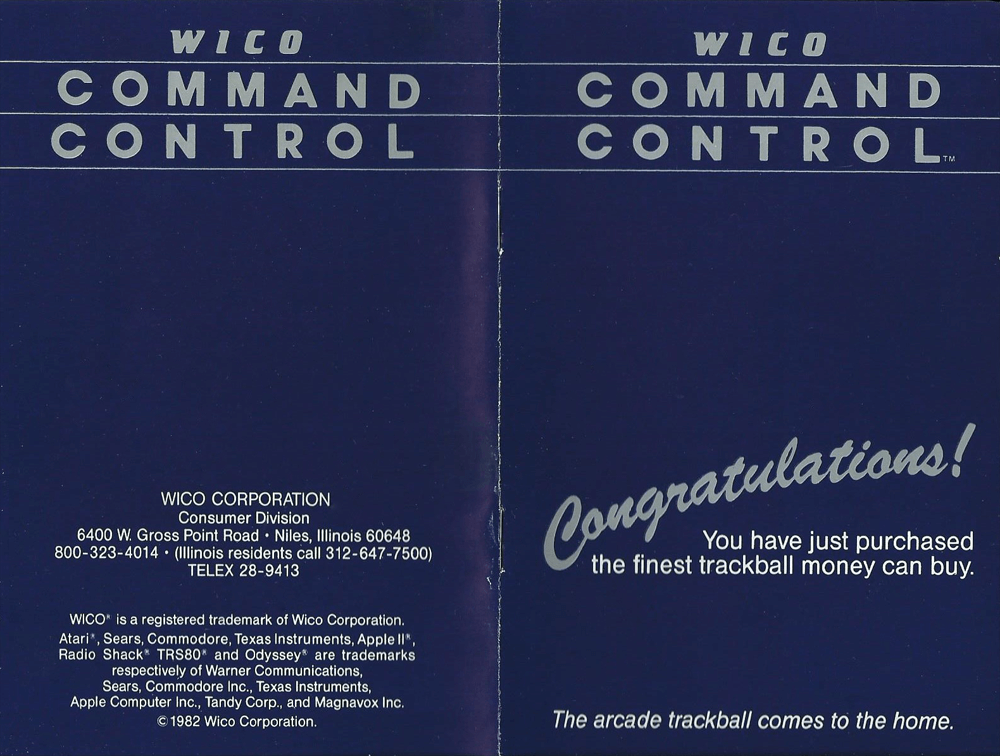 WICO
COMMAND
CONTROL
WICO CORPORATION
Consumer Division
6400 W. Gross Point Road • Niles, Illinois 60648
800-323-4014 • (Illinois residents call 312-647-7500)
TELEX 28-9413
WICO® is a registered trademark of Wico Corporation.
Atari®, Sears, Commodore, Texas Instruments, Apple II®,
Radio Shack® TRS80® and Odyssey® are trademarks
respectively of Warner Communications,
Sears, Commodore Inc., Texas Instruments,
Apple Computer Inc., Tandy Corp., and Magnavox Inc.
© 1982 Wico Corporation.
WICO
COMMAND
CONTROL™
Congratulations!
You have just purchased
the finest trackball money can buy.
The arcade trackball comes to the home.